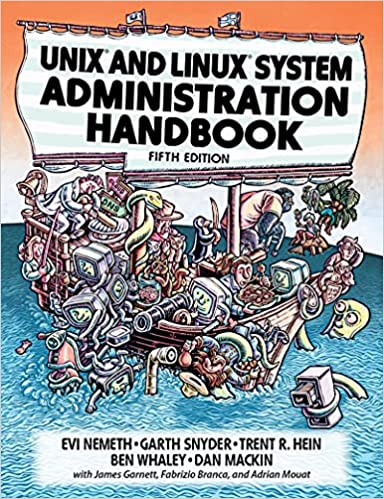 UNIX® AND LINUX® SYSTEM
ADMINISTRATION
HANDBOOK
FIFTH EDITION
EVI NEMETH • GARTH SNYDER • TRENT R. HEIN
BEN WHALEY • DAN MACKIN
with James Garnett, Fabrizio Branca, and Adrian Mouat